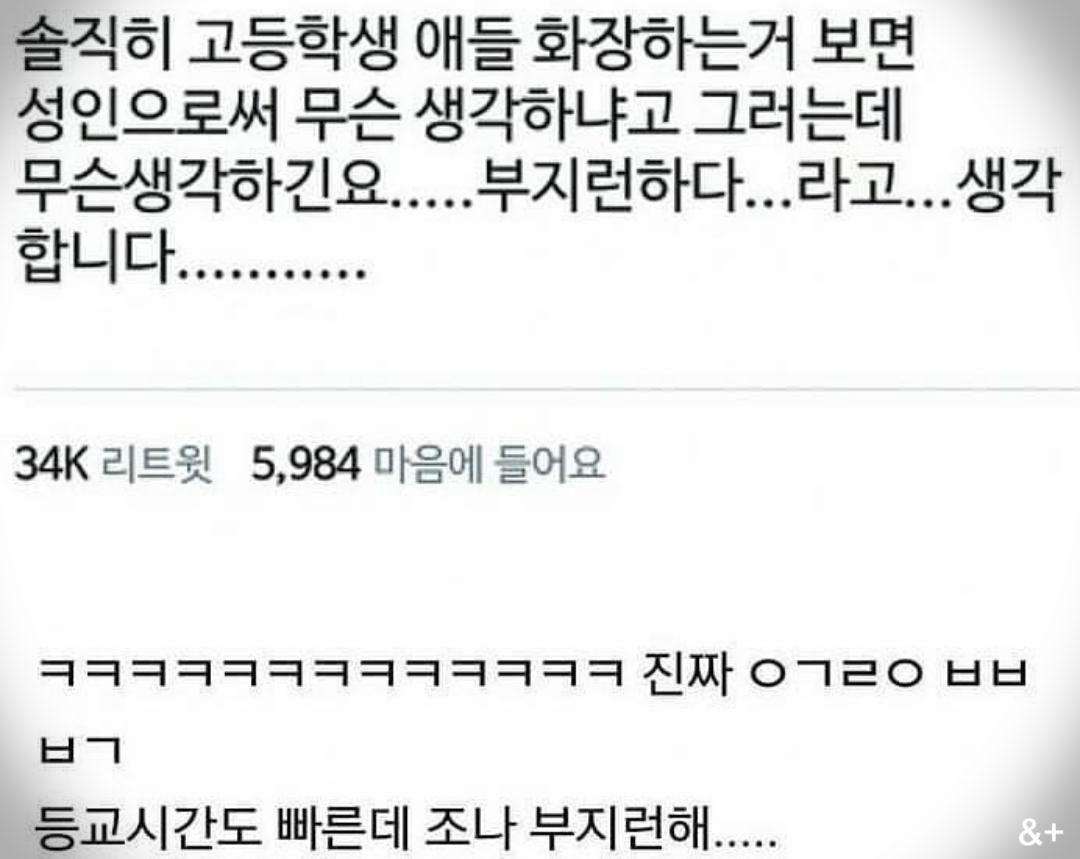 솔직히 고등학생 애들 화장하는거 보면
성인으로써 무슨 생각하냐고 그러는데
무슨생각하긴요.....부지런하다...라고...생각
합니다...........
34K 리트윗 5,984 마음에 들어요
ㅋㅋㅋㅋㅋㅋㅋㅋㅋㅋㅋㅋㅋ 진짜 ㅇㄱㄹㅇ ㅂㅂ
ㅂㄱ
등교시간도 빠른데 조나 부지런해.....
&+